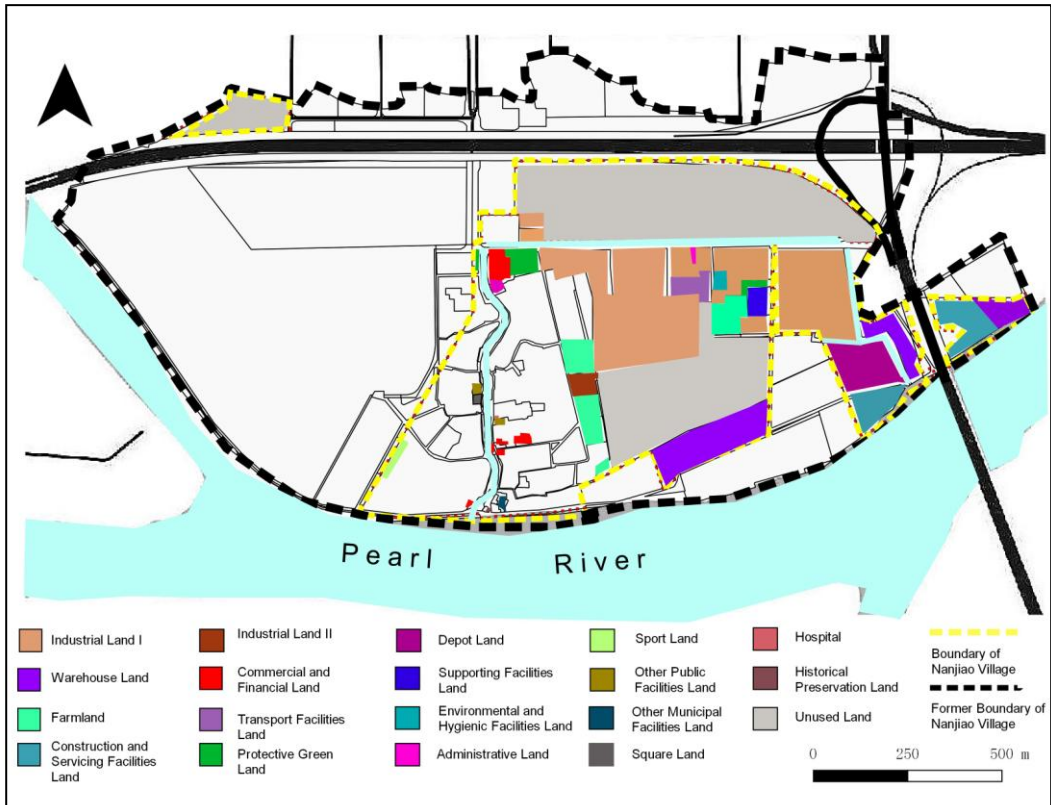 Pearl River
Industrial Land I
Industrial Land II
Depot Land
Sport Land
Hospital
Boundary of
Nanjiao Village
Warehouse Land
Commercial and
Financial Land
Supporting Facilities
Land
Other Public
Facilities Land
Historical
Preservation Land
Former Boundary of
Nanjiao Village
Farmland
Transport Facilities
Land
Environmental and
Hygienic Facilities Land
Other Municipal
Facilities Land
Unused Land
Construction and
Servicing Facilities
Land
Protective Green
Land
Administrative Land
Square Land
0 250 500 m